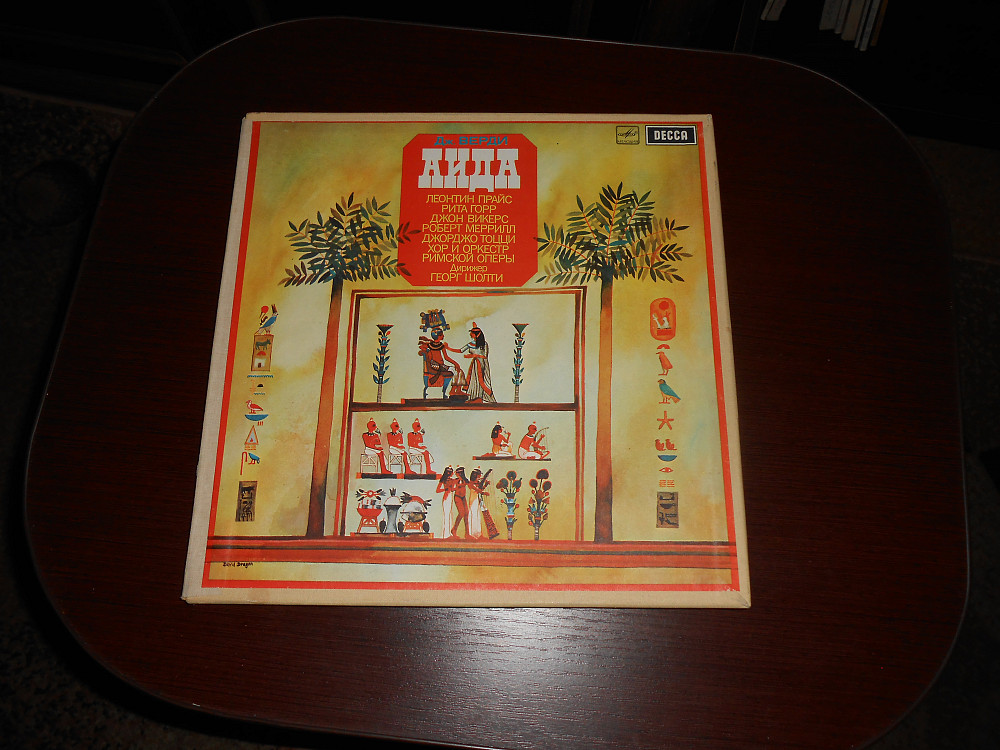 Дж. ВЕРДИ
АИДА
ЛЕОНТИН ПРАЙС
РИТА ГОРР
ДЖОН ВИКЕРС
РОБЕРТ МЕРРИЛЛ
ДЖОРДЖО ТОЦЦИ
ХОР И ОРКЕСТР
РИМСКОЙ ОПЕРЫ
Дирижер
ГЕОРГ ШОЛТИ
DECCA